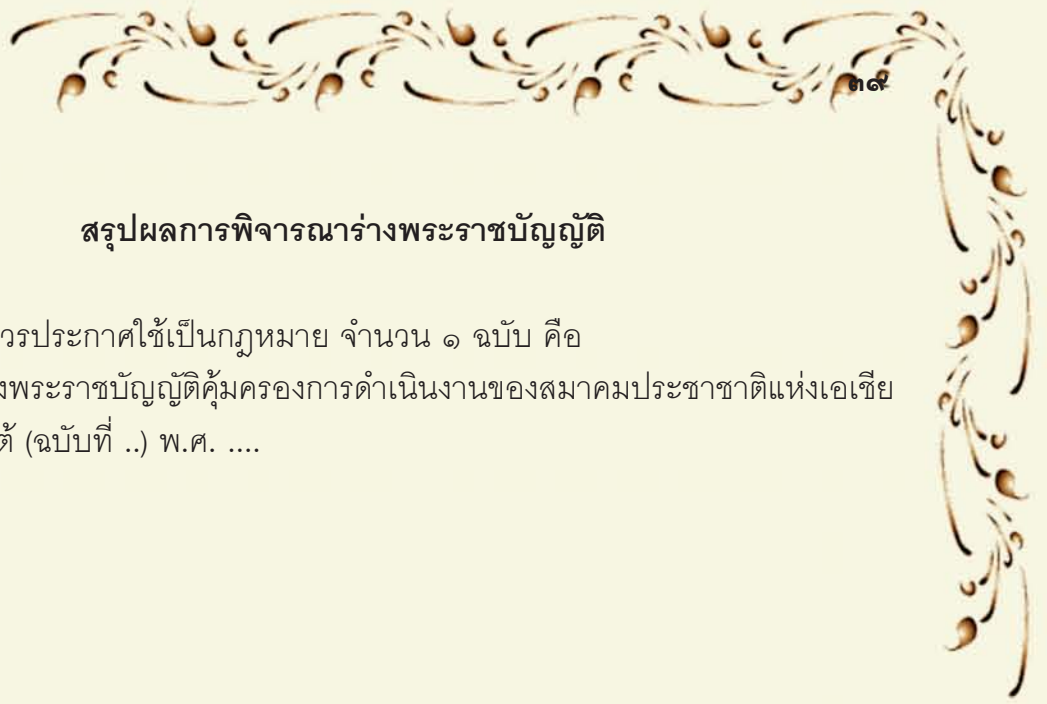 ๓๙
สรุปผลการพิจารณาร่างพระราชบัญญัติ
วรประกาศใช้เป็นกฎหมาย จำนวน ๑ ฉบับ คือ
งพระราชบัญญัติคุ้มครองการดำเนินงานของสมาคมประชาชาติแห่งเอเชีย
ต้ (ฉบับที่ ..) พ.ศ. ....